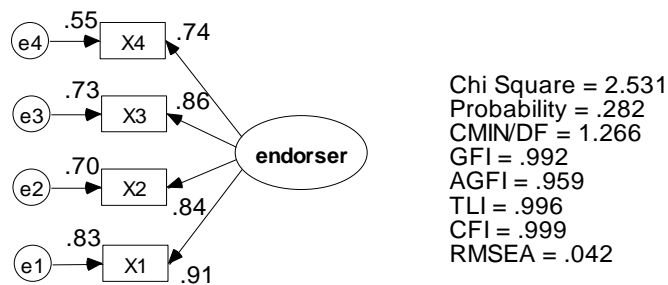 .55
.74
e4
X4
.73
.86
e3
X3
Chi Square = 2.531
Probability = .282
CMIN/DF = 1.266
GFI = .992
AGFI = .959
TLI = .996
CFI = .999
RMSEA = .042
endorser
.70
e2
X2
.84
.83
e1
X1
.91